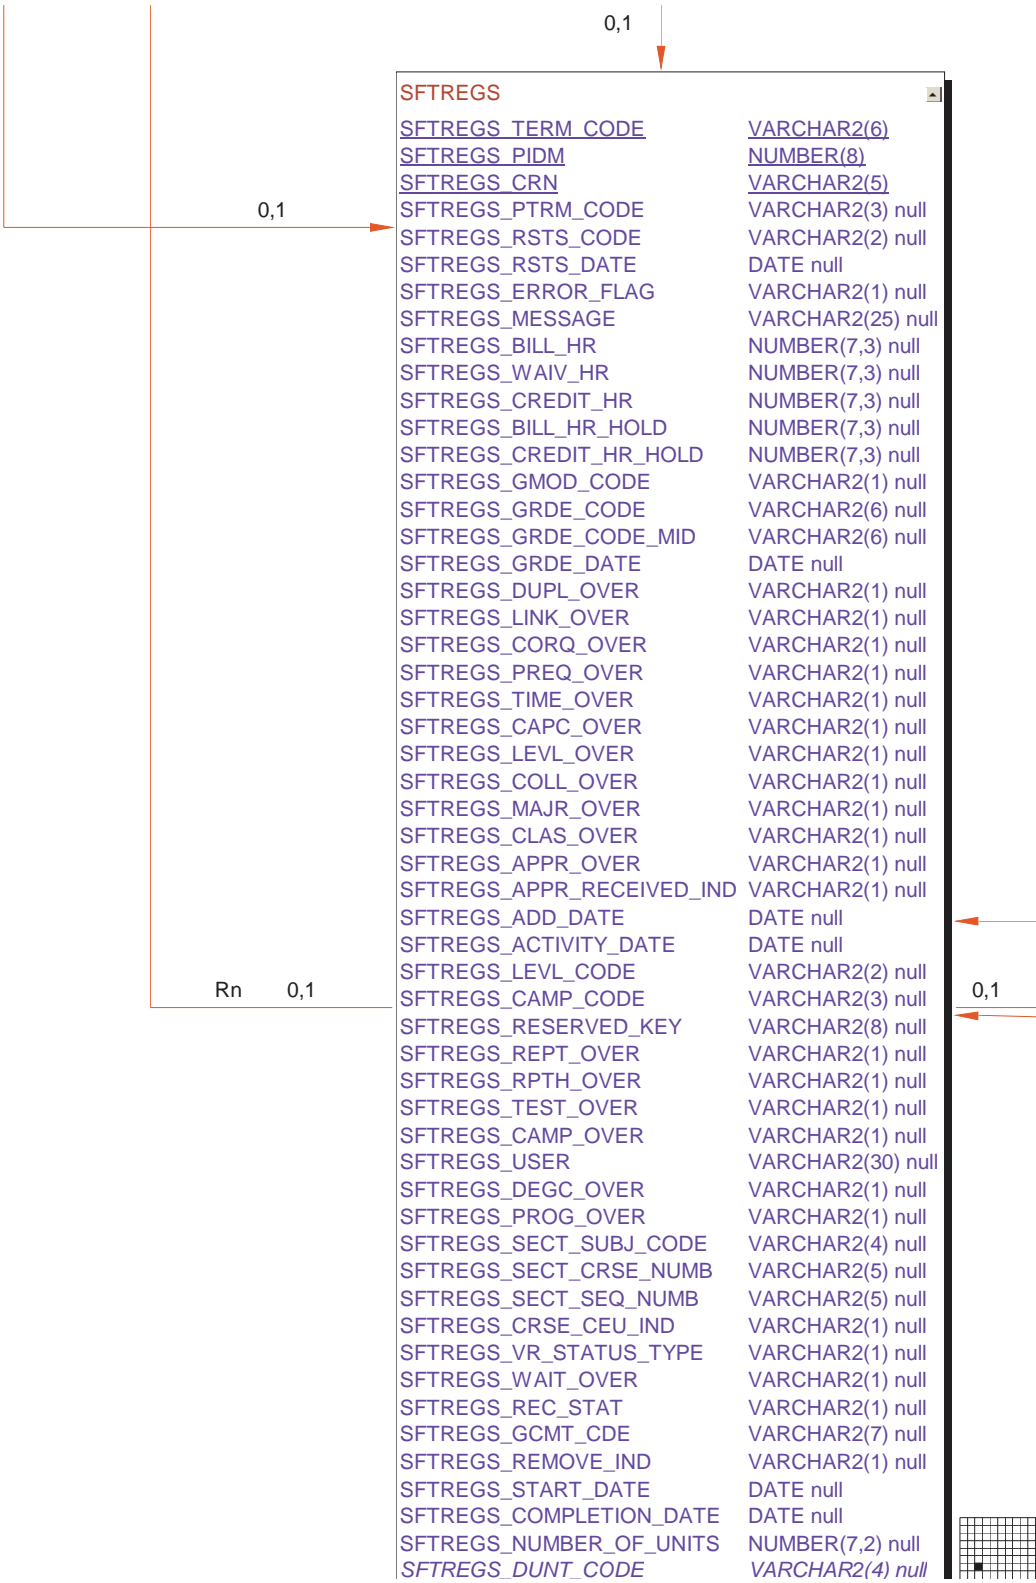 0,1
SFTREGS
SFTREGS_TERM_CODE VARCHAR2(6)
SFTREGS_PIDM NUMBER(8)
SFTREGS_CRN VARCHAR2(5)
0,1 SFTREGS_PTRM_CODE VARCHAR2(3) null
SFTREGS_RSTS_CODE VARCHAR2(2) null
SFTREGS_RSTS_DATE DATE null
SFTREGS_ERROR_FLAG VARCHAR2(1) null
SFTREGS_MESSAGE VARCHAR2(25) null
SFTREGS_BILL_HR NUMBER(7,3) null
SFTREGS_WAIV_HR NUMBER(7,3) null
SFTREGS_CREDIT_HR NUMBER(7,3) null
SFTREGS_BILL_HR_HOLD NUMBER(7,3) null
SFTREGS_CREDIT_HR_HOLD NUMBER(7,3) null
SFTREGS_GMOD_CODE VARCHAR2(1) null
SFTREGS_GRDE_CODE VARCHAR2(6) null
SFTREGS_GRDE_CODE_MID VARCHAR2(6) null
SFTREGS_GRDE_DATE DATE null
SFTREGS_DUPL_OVER VARCHAR2(1) null
SFTREGS_LINK_OVER VARCHAR2(1) null
SFTREGS_CORQ_OVER VARCHAR2(1) null
SFTREGS_PREQ_OVER VARCHAR2(1) null
SFTREGS_TIME_OVER VARCHAR2(1) null
SFTREGS_CAPC_OVER VARCHAR2(1) null
SFTREGS_LEVL_OVER VARCHAR2(1) null
SFTREGS_COLL_OVER VARCHAR2(1) null
SFTREGS_MAJR_OVER VARCHAR2(1) null
SFTREGS_CLAS_OVER VARCHAR2(1) null
SFTREGS_APPR_OVER VARCHAR2(1) null
SFTREGS_APPR_RECEIVED_IND VARCHAR2(1) null
SFTREGS_ADD_DATE DATE null
SFTREGS_ACTIVITY_DATE DATE null
SFTREGS_LEVL_CODE VARCHAR2(2) null
Rn 0,1 SFTREGS_CAMP_CODE VARCHAR2(3) null 0,1
SFTREGS_RESERVED_KEY VARCHAR2(8) null
SFTREGS_REPT_OVER VARCHAR2(1) null
SFTREGS_RPTH_OVER VARCHAR2(1) null
SFTREGS_TEST_OVER VARCHAR2(1) null
SFTREGS_CAMP_OVER VARCHAR2(1) null
SFTREGS_USER VARCHAR2(30) null
SFTREGS_DEGC_OVER VARCHAR2(1) null
SFTREGS_PROG_OVER VARCHAR2(1) null
SFTREGS_SECT_SUBJ_CODE VARCHAR2(4) null
SFTREGS_SECT_CRSE_NUMB VARCHAR2(5) null
SFTREGS_SECT_SEQ_NUMB VARCHAR2(5) null
SFTREGS_CRSE_CEU_IND VARCHAR2(1) null
SFTREGS_VR_STATUS_TYPE VARCHAR2(1) null
SFTREGS_WAIT_OVER VARCHAR2(1) null
SFTREGS_REC_STAT VARCHAR2(1) null
SFTREGS_GCMT_CDE VARCHAR2(7) null
SFTREGS_REMOVE_IND VARCHAR2(1) null
SFTREGS_START_DATE DATE null
SFTREGS_COMPLETION_DATE DATE null
SFTREGS_NUMBER_OF_UNITS NUMBER(7,2) null
SFTREGS_DUNT_CODE VARCHAR2(4) null